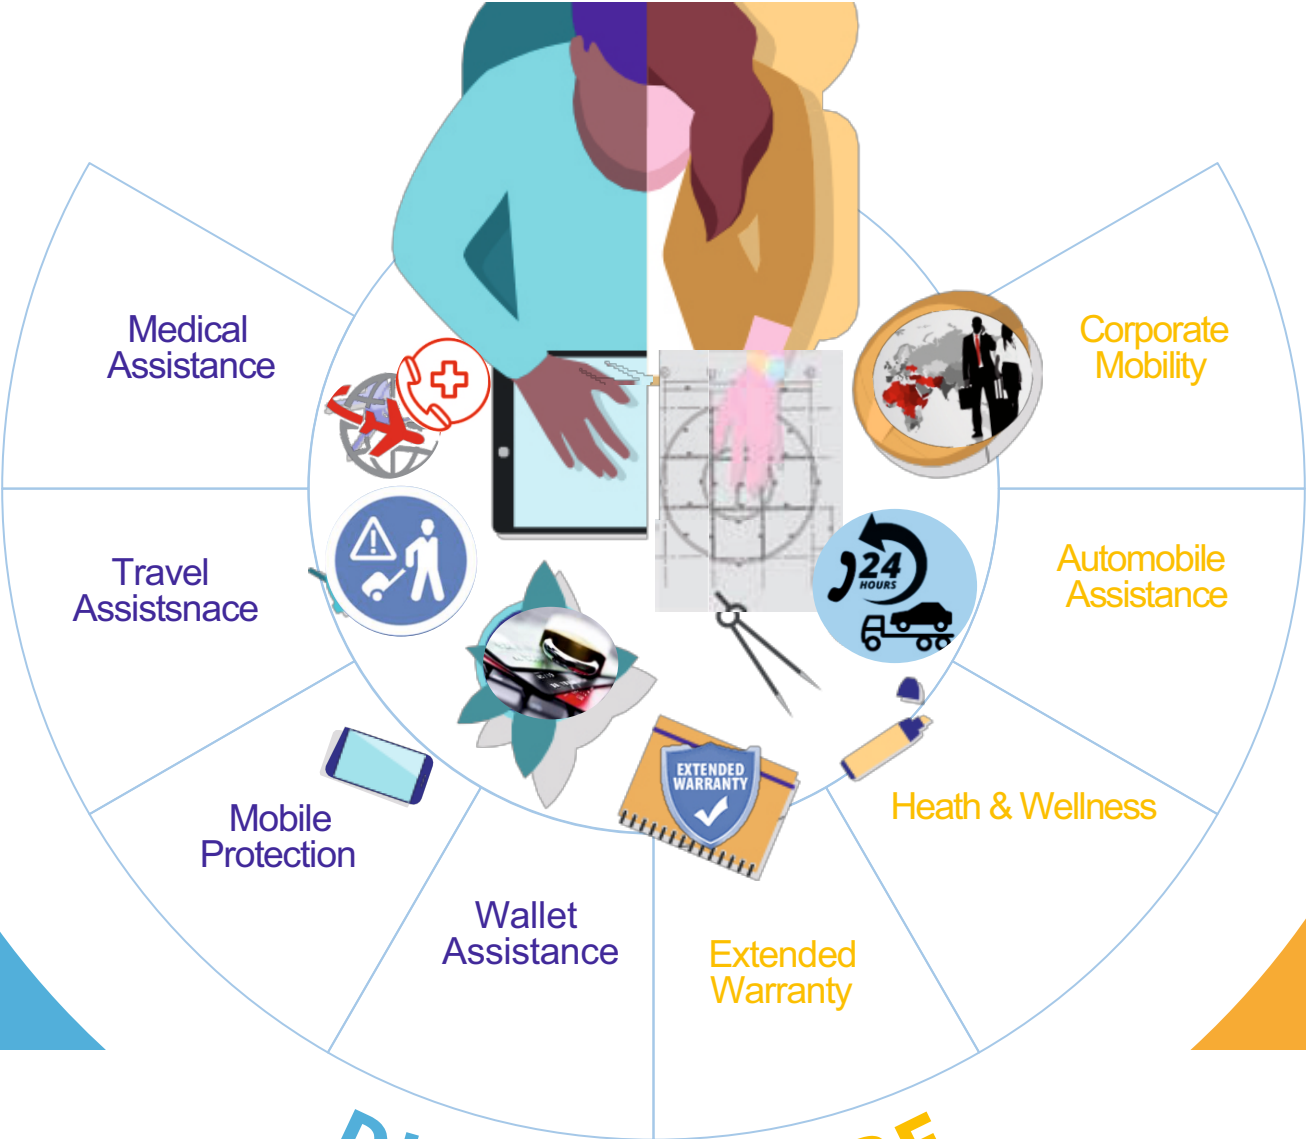 Medical
Assistance
Corporate
Mobility
Travel
Assistsnace
Automobile
Assistance
24
HOURS
EXTENDED
WARRANTY
Mobile
Protection
Heath & Wellness
Wallet
Assistance
Extended
Warranty